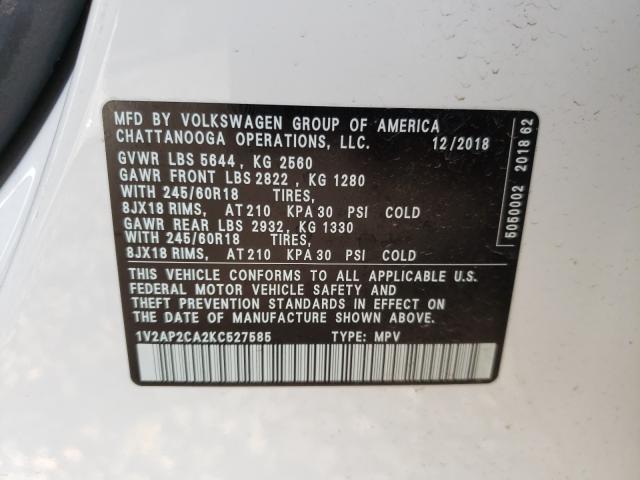 MFD BY VOLKSWAGEN GROUP OF AMERICA
CHATTANOOGA OPERATIONS, LLC. 12/2018
GVWR LBS 5644 , KG 2560
GAWR FRONT LBS 2822 , KG 1280
WITH 245/60R18 TIRES,
8JX18 RIMS, AT 210 KPA 30 PSI COLD
GAWR REAR LBS 2932, KG 1330
WITH 245/60R18 TIRES,
8JX18 RIMS, AT 210 KPA 30 PSI COLD
THIS VEHICLE CONFORMS TO ALL APPLICABLE U.S.
FEDERAL MOTOR VEHICLE SAFETY AND
THEFT PREVENTION STANDARDS IN EFFECT ON
THE DATE OF MANUFACTURE SHOWN ABOVE.
1V2AP2CA2KC527585 TYPE: MPV
5050002 2018 62